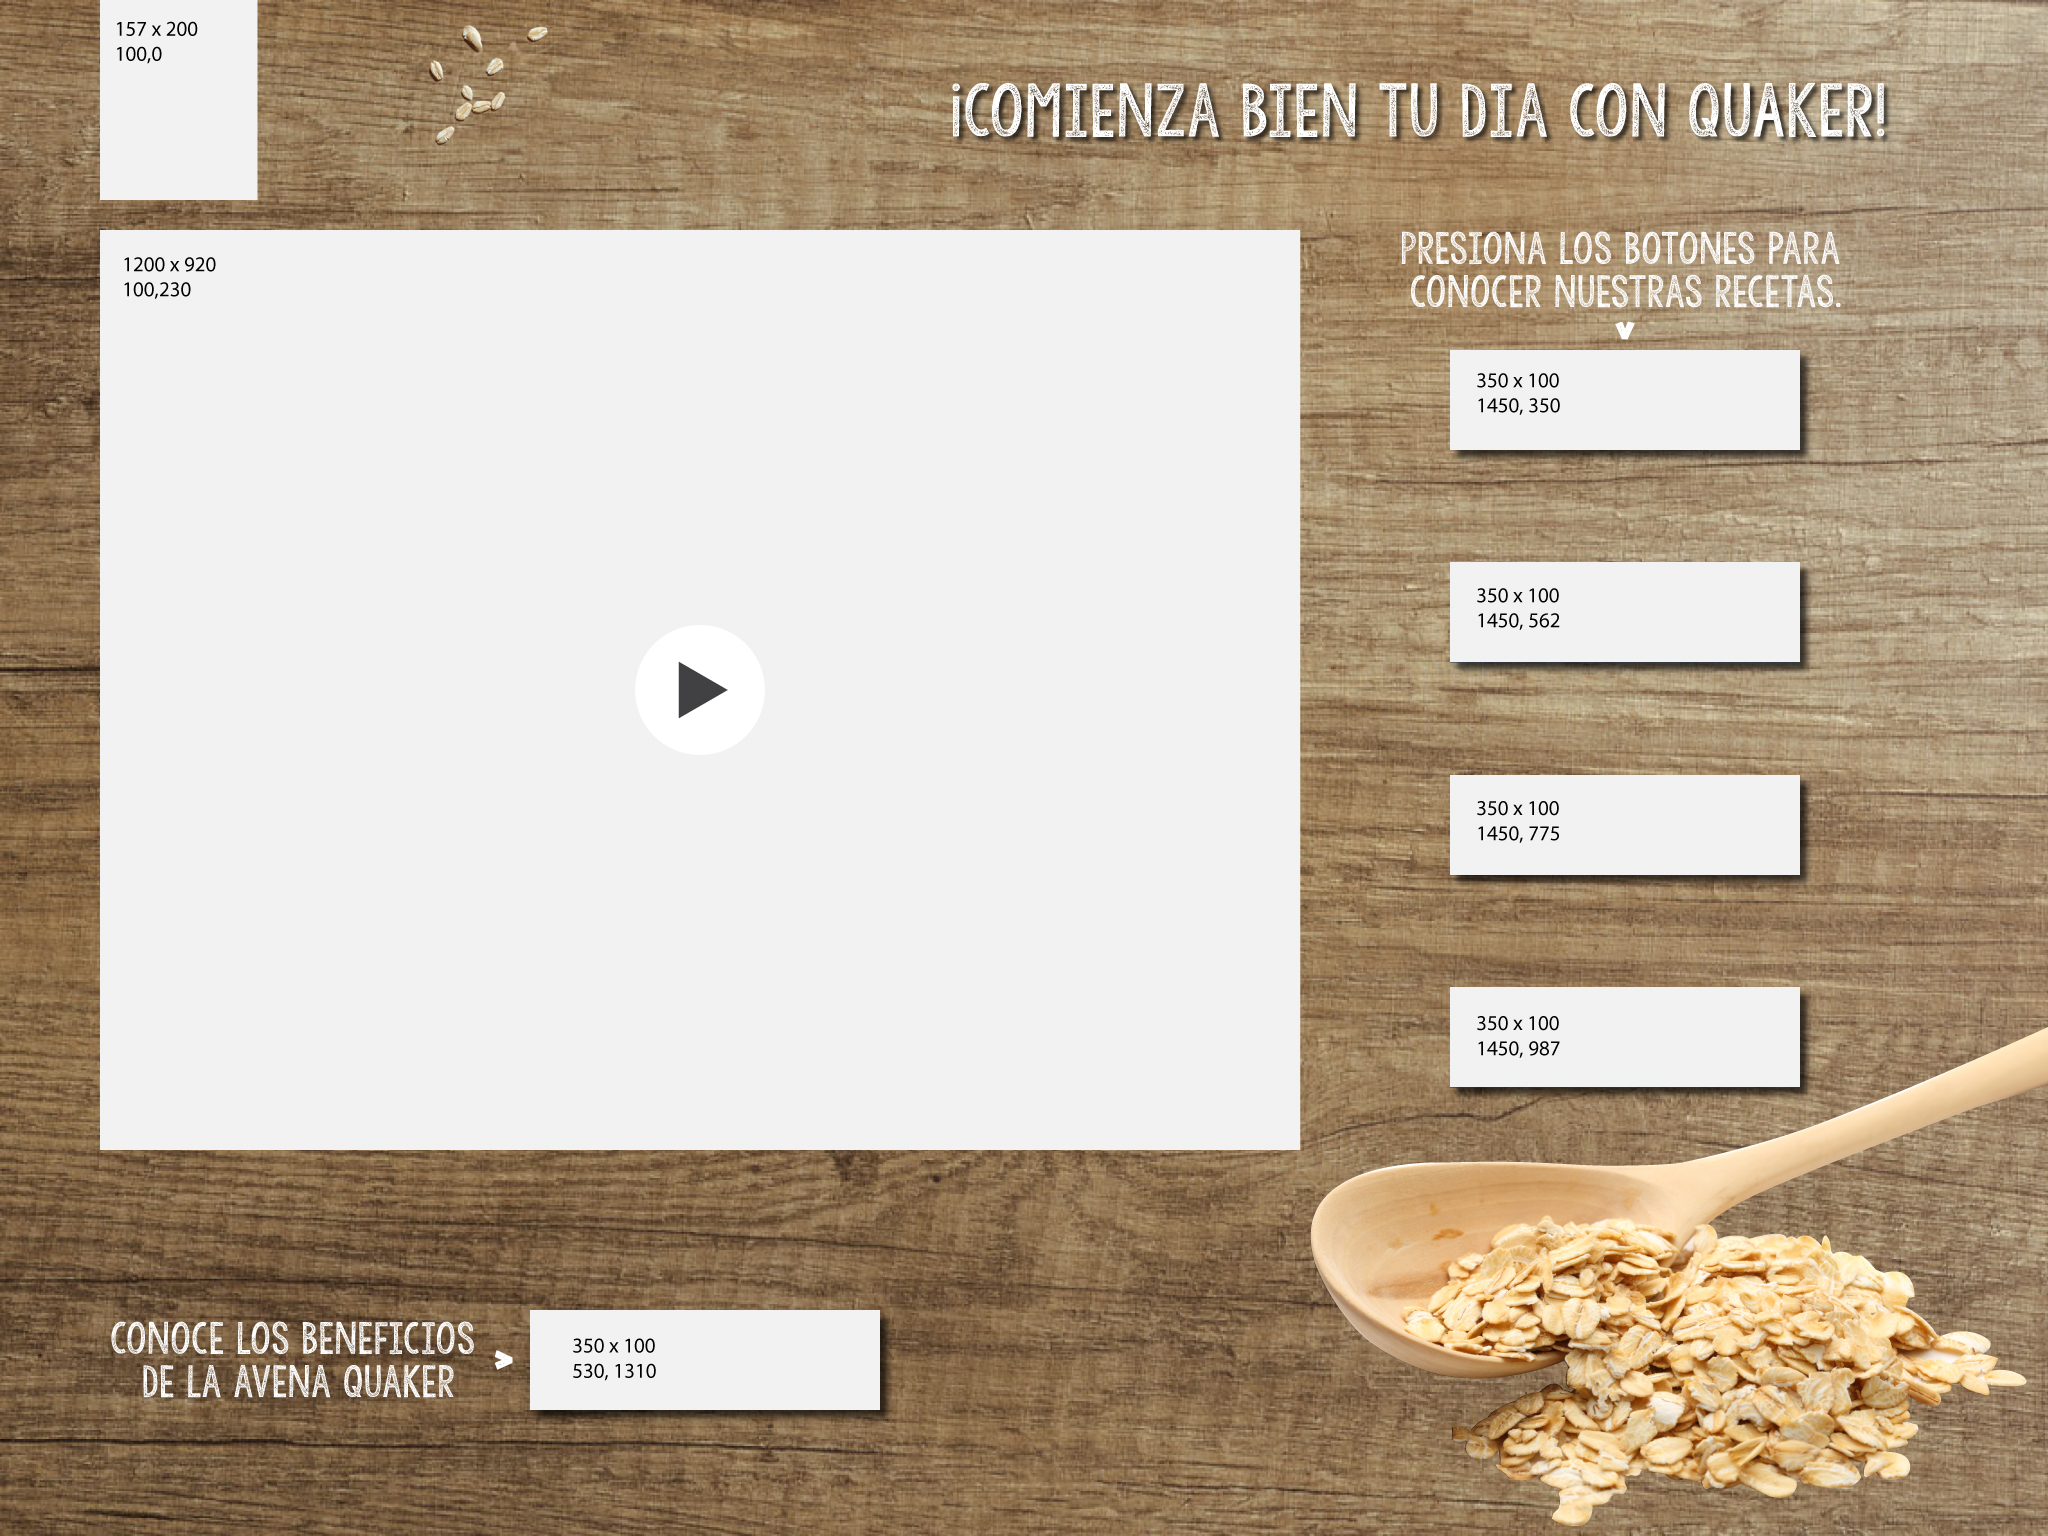 157 x 200
100,0
¡COMIENZA BIEN TU DIA CON QUAKER!
1200 x 920
100,230
PRESIONA LOS BOTONES PARA
CONOCER NUESTRAS RECETAS.
350 x 100
1450, 350
350 x 100
1450, 562
350 x 100
1450, 775
350 x 100
1450, 987
CONOCE LOS BENEFICIOS
DE LA AVENA QUAKER
350 x 100
530, 1310